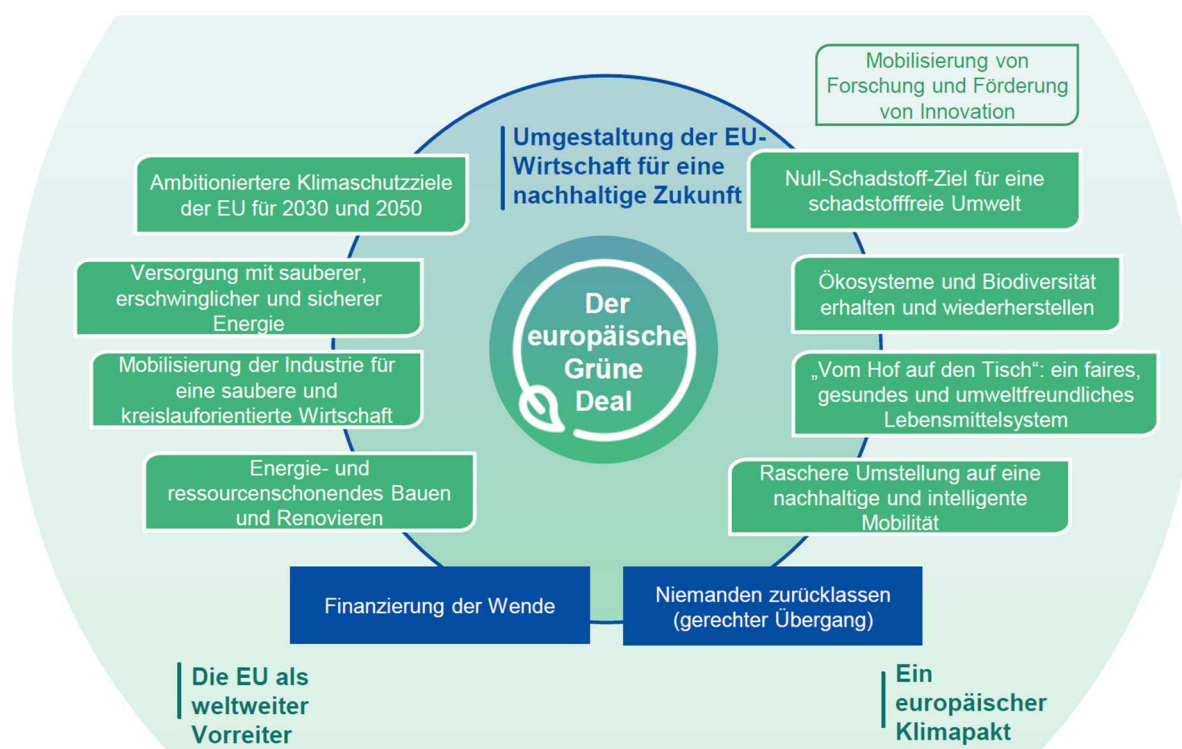 Mobilisierung von
Forschung und Förderung
von Innovation
Umgestaltung der EU-
Wirtschaft für eine
nachhaltige Zukunft
Ambitioniertere Klimaschutzziele
der EU für 2030 und 2050
Null-Schadstoff-Ziel für eine
schadstofffreie Umwelt
Versorgung mit sauberer,
erschwinglicher und sicherer
Energie
Ökosysteme und Biodiversität
erhalten und wiederherstellen
Der
europäische
Grüne
Deal
Mobilisierung der Industrie für
eine saubere und
kreislauforientierte Wirtschaft
„Vom Hof auf den Tisch“: ein faires,
gesundes und umweltfreundliches
Lebensmittelsystem
Energie- und
ressourcenschonendes Bauen
und Renovieren
Raschere Umstellung auf eine
nachhaltige und intelligente
Mobilität
Finanzierung der Wende
Niemanden zurücklassen
(gerechter Übergang)
Die EU als
weltweiter
Vorreiter
Ein
europäischer
Klimapakt